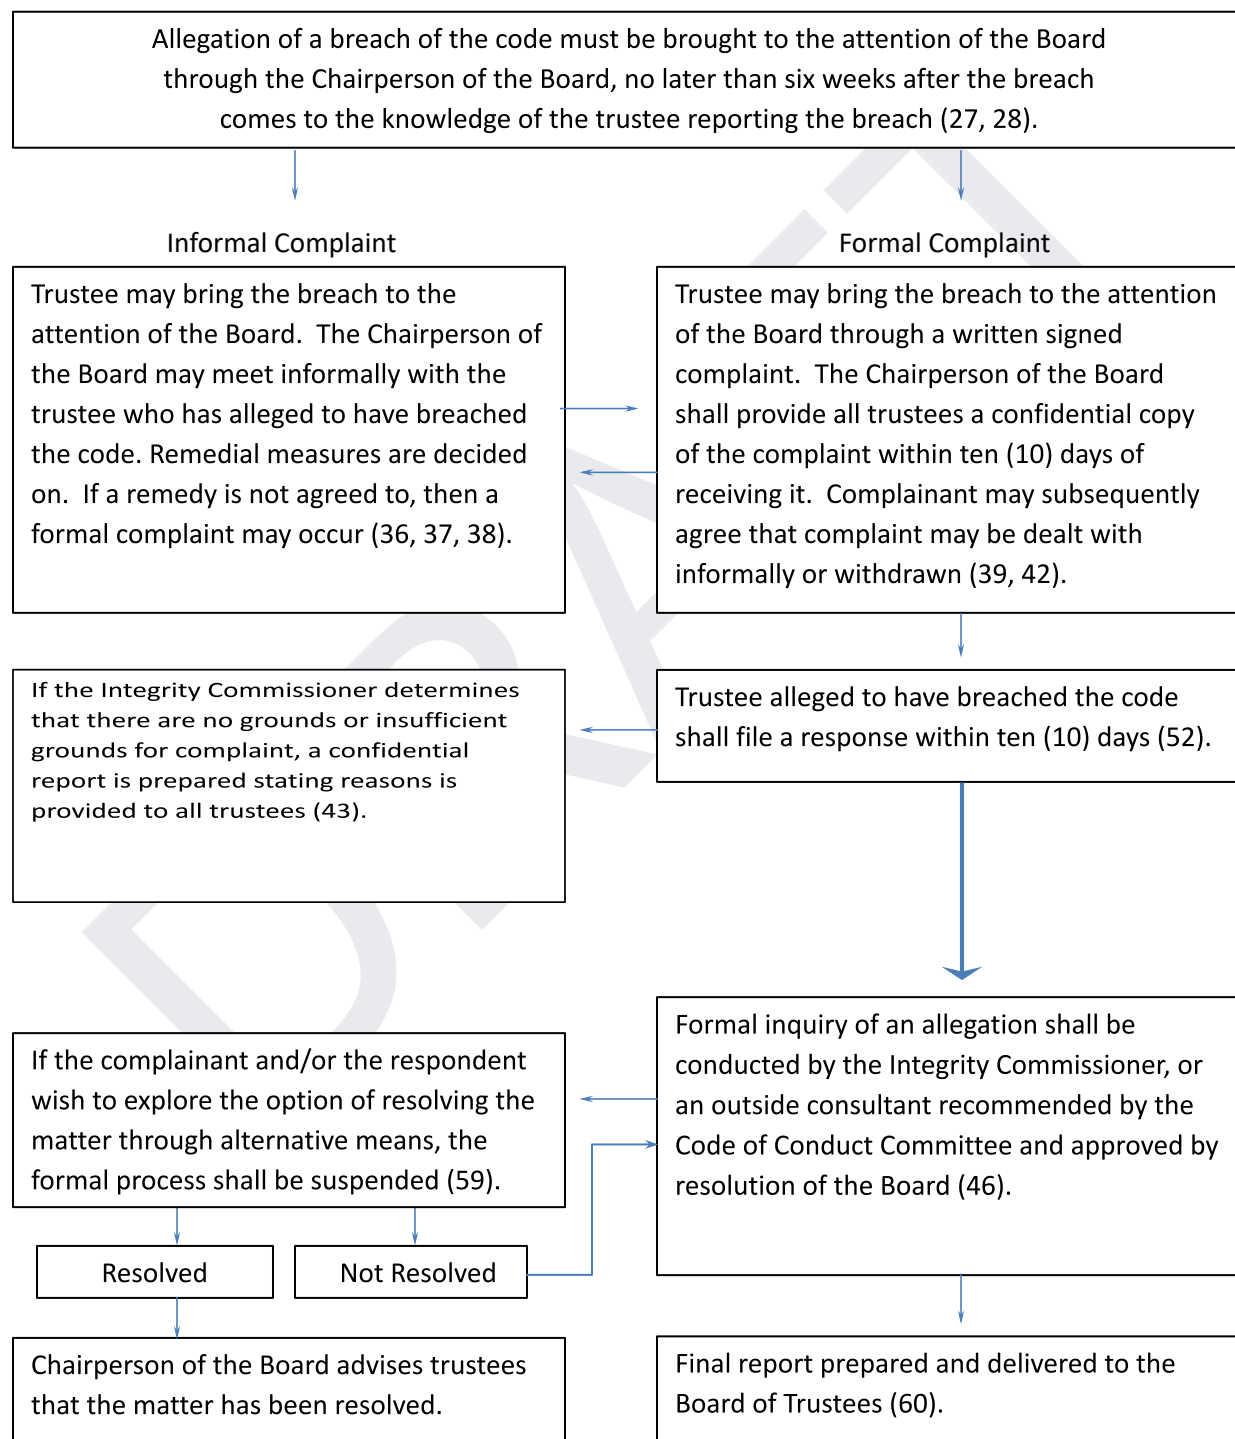 Allegation of a breach of the code must be brought to the attention of the Board
through the Chairperson of the Board, no later than six weeks after the breach
comes to the knowledge of the trustee reporting the breach (27, 28).
Informal Complaint
Trustee may bring the breach to the
attention of the Board. The Chairperson of
the Board may meet informally with the
trustee who has alleged to have breached
the code. Remedial measures are decided
on. If a remedy is not agreed to, then a
formal complaint may occur (36, 37, 38).
Formal Complaint
Trustee may bring the breach to the attention
of the Board through a written signed
complaint. The Chairperson of the Board
shall provide all trustees a confidential copy
of the complaint within ten (10) days of
receiving it. Complainant may subsequently
agree that complaint may be dealt with
informally or withdrawn (39, 42).
Trustee alleged to have breached the code
shall file a response within ten (10) days (52).
If the Integrity Commissioner determines
that there are no grounds or insufficient
grounds for complaint, a confidential
report is prepared stating reasons is
provided to all trustees (43).
Formal inquiry of an allegation shall be
conducted by the Integrity Commissioner, or
an outside consultant recommended by the
Code of Conduct Committee and approved by
resolution of the Board (46).
If the complainant and/or the respondent
wish to explore the option of resolving the
matter through alternative means, the
formal process shall be suspended (59).
Resolved
Not Resolved
Chairperson of the Board advises trustees
that the matter has been resolved.
Final report prepared and delivered to the
Board of Trustees (60).
DRAFT